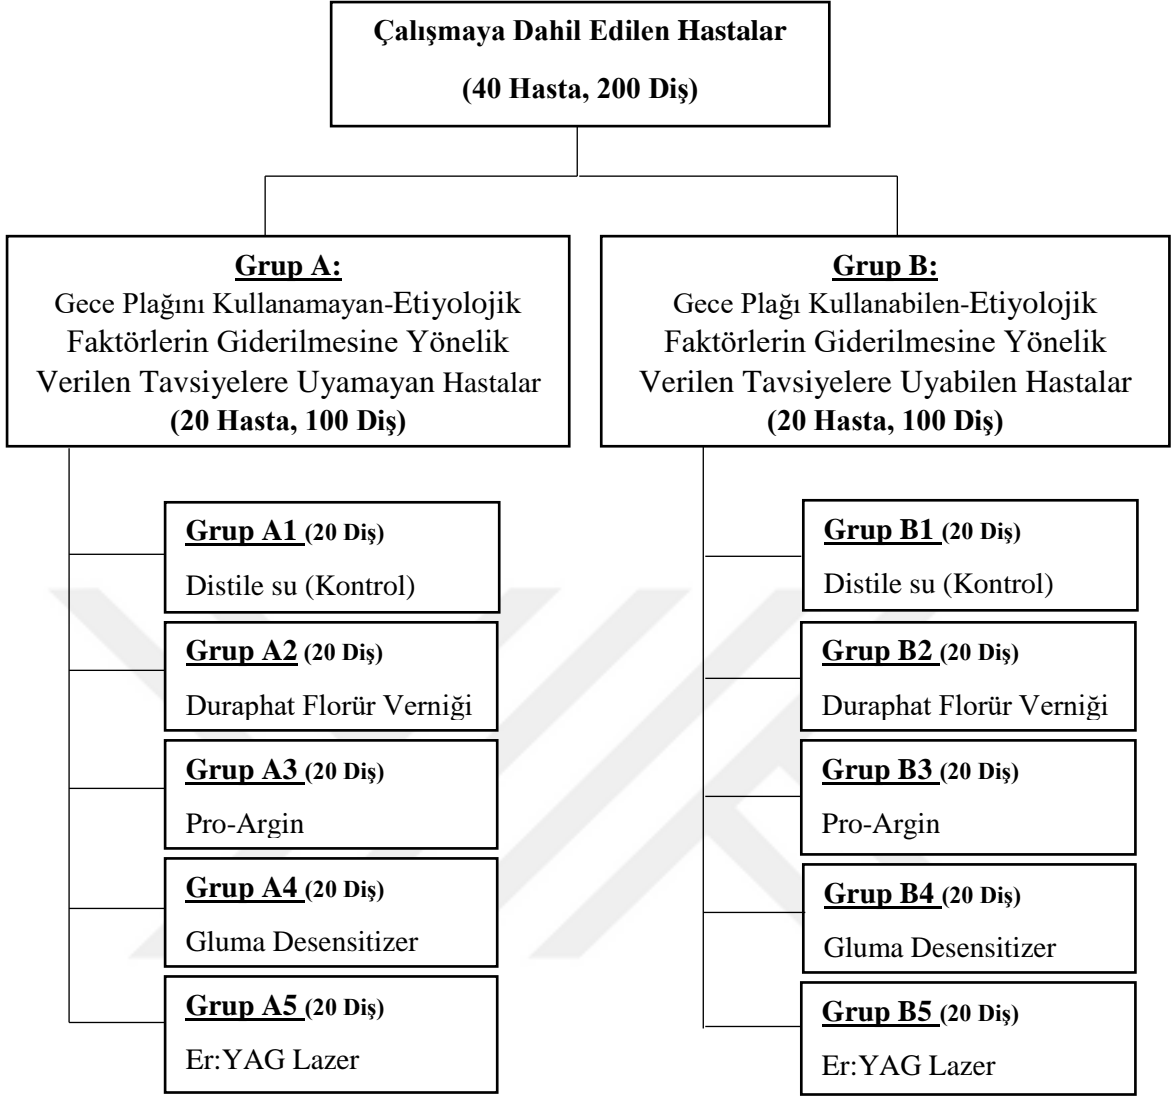 Çalışmaya Dahil Edilen Hastalar
(40 Hasta, 200 Diş)
Grup A:
Gece Plağını Kullanamayan-Etiyolojik
Faktörlerin Giderilmesine Yönelik
Verilen Tavsiyelere Uyamayan Hastalar
(20 Hasta, 100 Diş)
Grup B:
Gece Plağı Kullanabilen-Etiyolojik
Faktörlerin Giderilmesine Yönelik
Verilen Tavsiyelere Uyabilen Hastalar
(20 Hasta, 100 Diş)
Grup A1 (20 Diş)
Distile su (Kontrol)
Grup A2 (20 Diş)
Duraphat Florür Verniği
Grup A3 (20 Diş)
Pro-Argin
Grup A4 (20 Diş)
Gluma Desensitizer
Grup A5 (20 Diş)
Er:YAG Lazer
Grup B1 (20 Diş)
Distile su (Kontrol)
Grup B2 (20 Diş)
Duraphat Florür Verniği
Grup B3 (20 Diş)
Pro-Argin
Grup B4 (20 Diş)
Gluma Desensitizer
Grup B5 (20 Diş)
Er:YAG Lazer